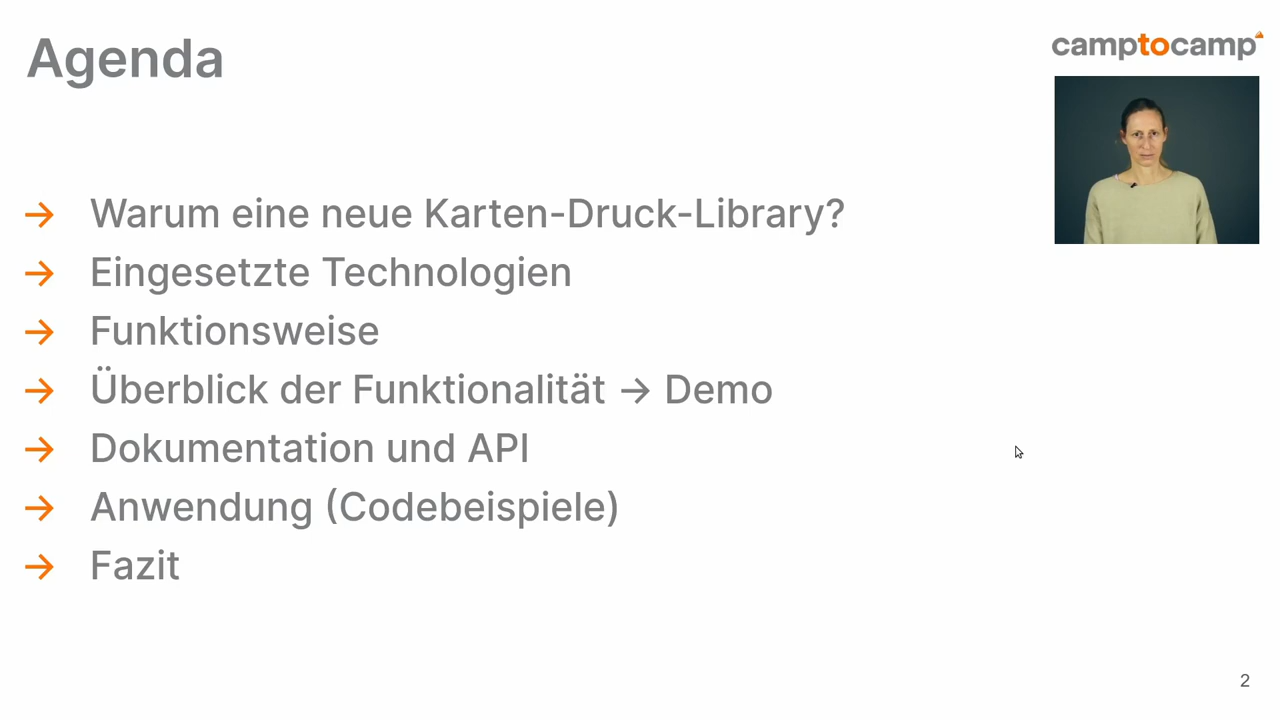 Agenda
camptocamp
→ Warum eine neue Karten-Druck-Library?
→ Eingesetzte Technologien
→ Funktionsweise
→ Überblick der Funktionalität → Demo
→ Dokumentation und API
→ Anwendung (Codebeispiele)
→ Fazit
2